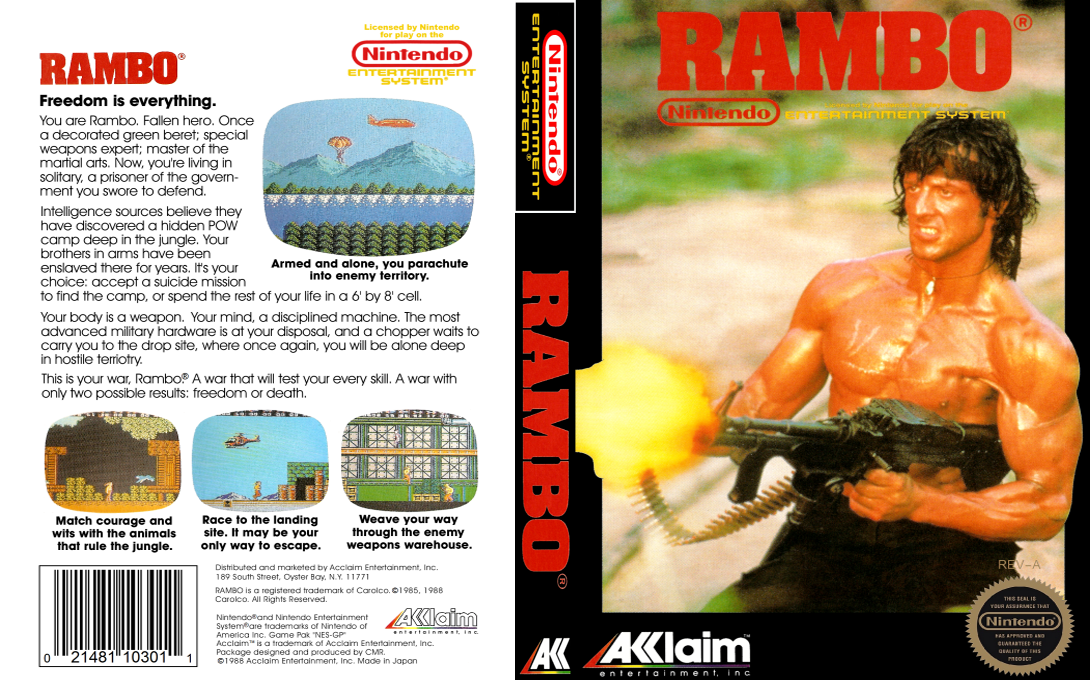 Licensed by Nintendo
for play on the
Nintendo®
ENTERTAINMENT
SYSTEM®
RAMBO®
Freedom is everything.
You are Rambo. Fallen hero. Once
a decorated green beret; special
weapons expert; master of the
martial arts. Now, you're living in
solitary, a prisoner of the govern-
ment you swore to defend.
Intelligence sources believe they
have discovered a hidden POW
camp deep in the jungle. Your
brothers in arms have been
enslaved there for years. It's your
choice: accept a suicide mission
to find the camp, or spend the rest of your life in a 6' by 8' cell.
Armed and alone, you parachute
into enemy territory.
Your body is a weapon. Your mind, a disciplined machine. The most
advanced military hardware is at your disposal, and a chopper waits to
carry you to the drop site, where once again, you will be alone deep
in hostile terriotry.
This is your war, Rambo.® A war that will test your every skill. A war with
only two possible results: freedom or death.
Match courage and
wits with the animals
that rule the jungle.
Race to the landing
site. It may be your
only way to escape.
Weave your way
through the enemy
weapons warehouse.
Distributed and marketed by Acclaim Entertainment, Inc.
189 South Street, Oyster Bay, N.Y. 11771
RAMBO is a registered trademark of Carolco. ©1985, 1988
Carolco. All Rights Reserved.
Nintendo®and Nintendo Entertainment
System®are trademarks of Nintendo of
America Inc. Game Pak "NES-GP"
Acclaim™ is a trademark of Acclaim Entertainment, Inc.
Package designed and produced by CMR.
©1988 Acclaim Entertainment, Inc. Made in Japan
AKKlaim
entertainment, inc.
0 21481 10301 1
Nintendo®
ENTERTAINMENT
SYSTEM®
RAMBO®
AKK
RAMBO®
Nintendo
ENTERTAINMENT SYSTEM
REV-A
AKKlaim™
entertainment, inc
THIS SEAL IS
YOUR ASSURANCE THAT
Nintendo
HAS APPROVED AND
GUARANTEED THE
QUALITY OF THIS
PRODUCT